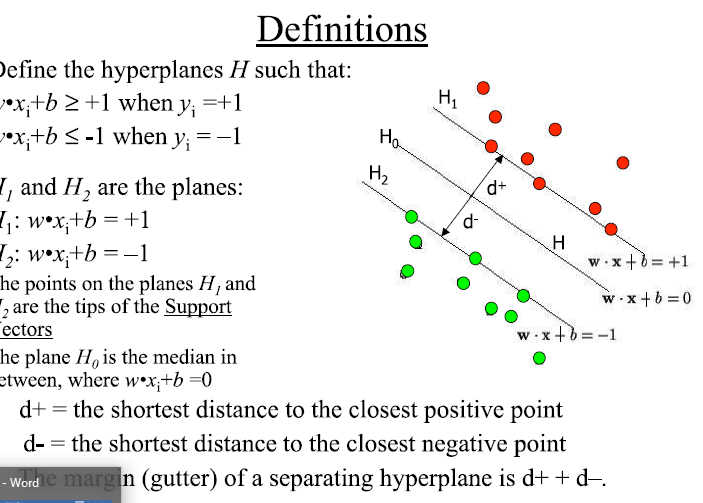 Definitions
Define the hyperplanes H such that:
w•xᵢ+b ≥ +1 when yᵢ =+1
w•xᵢ+b ≤ -1 when yᵢ = –1
H₁ and H₂ are the planes:
H₁: w•xᵢ+b = +1
H₂: w•xᵢ+b = –1
The points on the planes H₁ and
H₂ are the tips of the Support
Vectors
The plane H₀ is the median in
between, where w•xᵢ+b =0
H₁
H₀
H₂
d+
d-
H
w · x + b = +1
w · x + b = 0
w · x + b = −1
d+ = the shortest distance to the closest positive point
d- = the shortest distance to the closest negative point
The margin (gutter) of a separating hyperplane is d+ + d–.
- Word